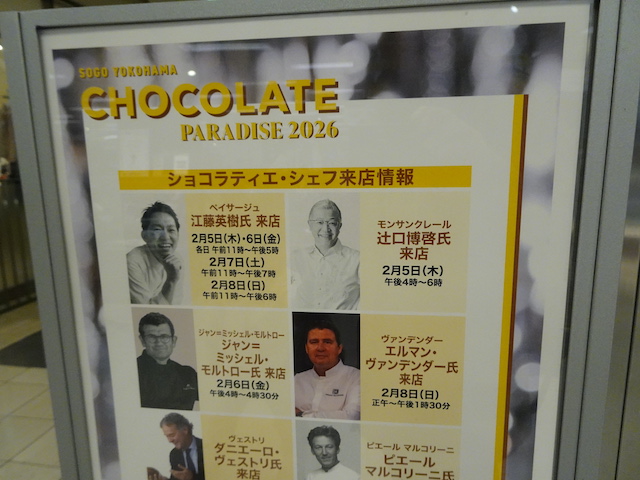 SOGO YOKOHAMA
CHOCOLATE
PARADISE 2026
ショコラティエ・シェフ来店情報
ペイサージュ
江藤英樹氏 来店
2月5日(木)・6日(金)
各日 午前11時〜午後5時
2月7日(土)
午前11時〜午後7時
2月8日(日)
午前11時〜午後6時
モンサンクレール
辻口博啓氏
来店
2月5日(木)
午後4時〜6時
ジャン=ミッシェル・モルトロー
ジャン=
ミッシェル・
モルトロー氏 来店
2月6日(金)
午後4時〜4時30分
ヴァンデンダー
エルマン・
ヴァンデンダー氏
来店
2月8日(日)
正午〜午後1時30分
ヴェストリ
ダニエーロ・
ヴェストリ氏
来店
ピエール マルコリーニ
ピエール
マルコリーニ氏